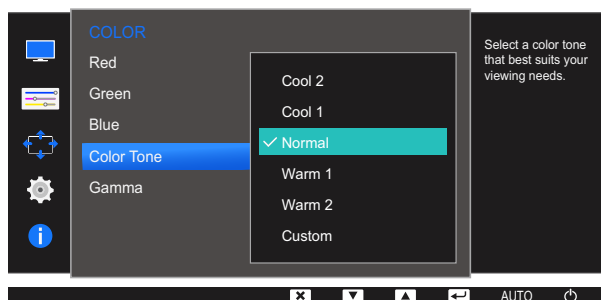 COLOR
Red
Green
Blue
Color Tone
Gamma
Cool 2
Cool 1
Normal
Warm 1
Warm 2
Custom
Select a color tone
that best suits your
viewing needs.
AUTO